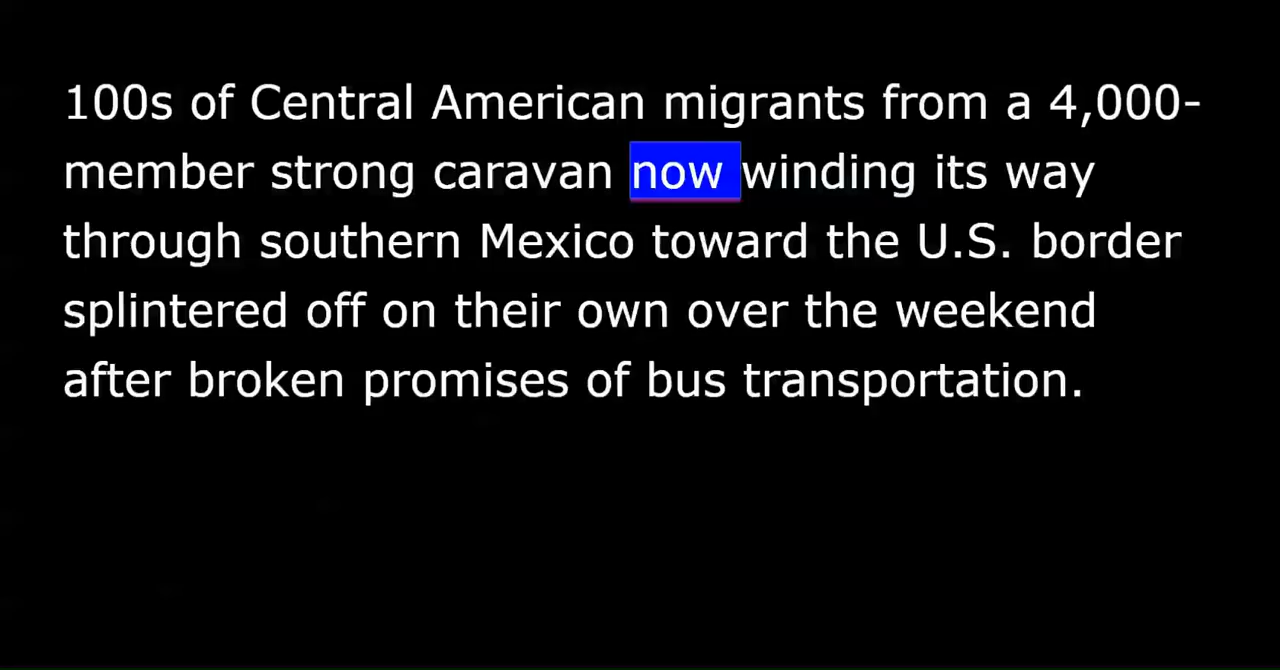 100s of Central American migrants from a 4,000-
member strong caravan now winding its way
through southern Mexico toward the U.S. border
splintered off on their own over the weekend
after broken promises of bus transportation.